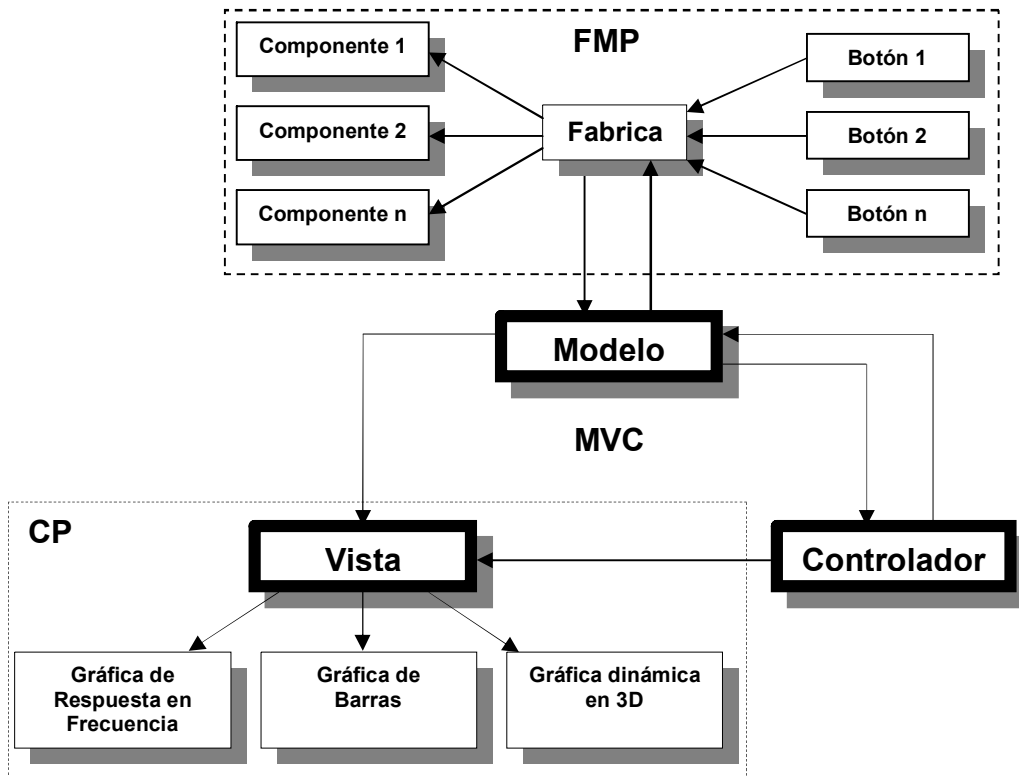 FMP
Componente 1
Botón 1
Componente 2
Fabrica
Botón 2
Componente n
Botón n
Modelo
MVC
CP
Vista
Controlador
Gráfica de
Respuesta en
Frecuencia
Gráfica de
Barras
Gráfica dinámica
en 3D